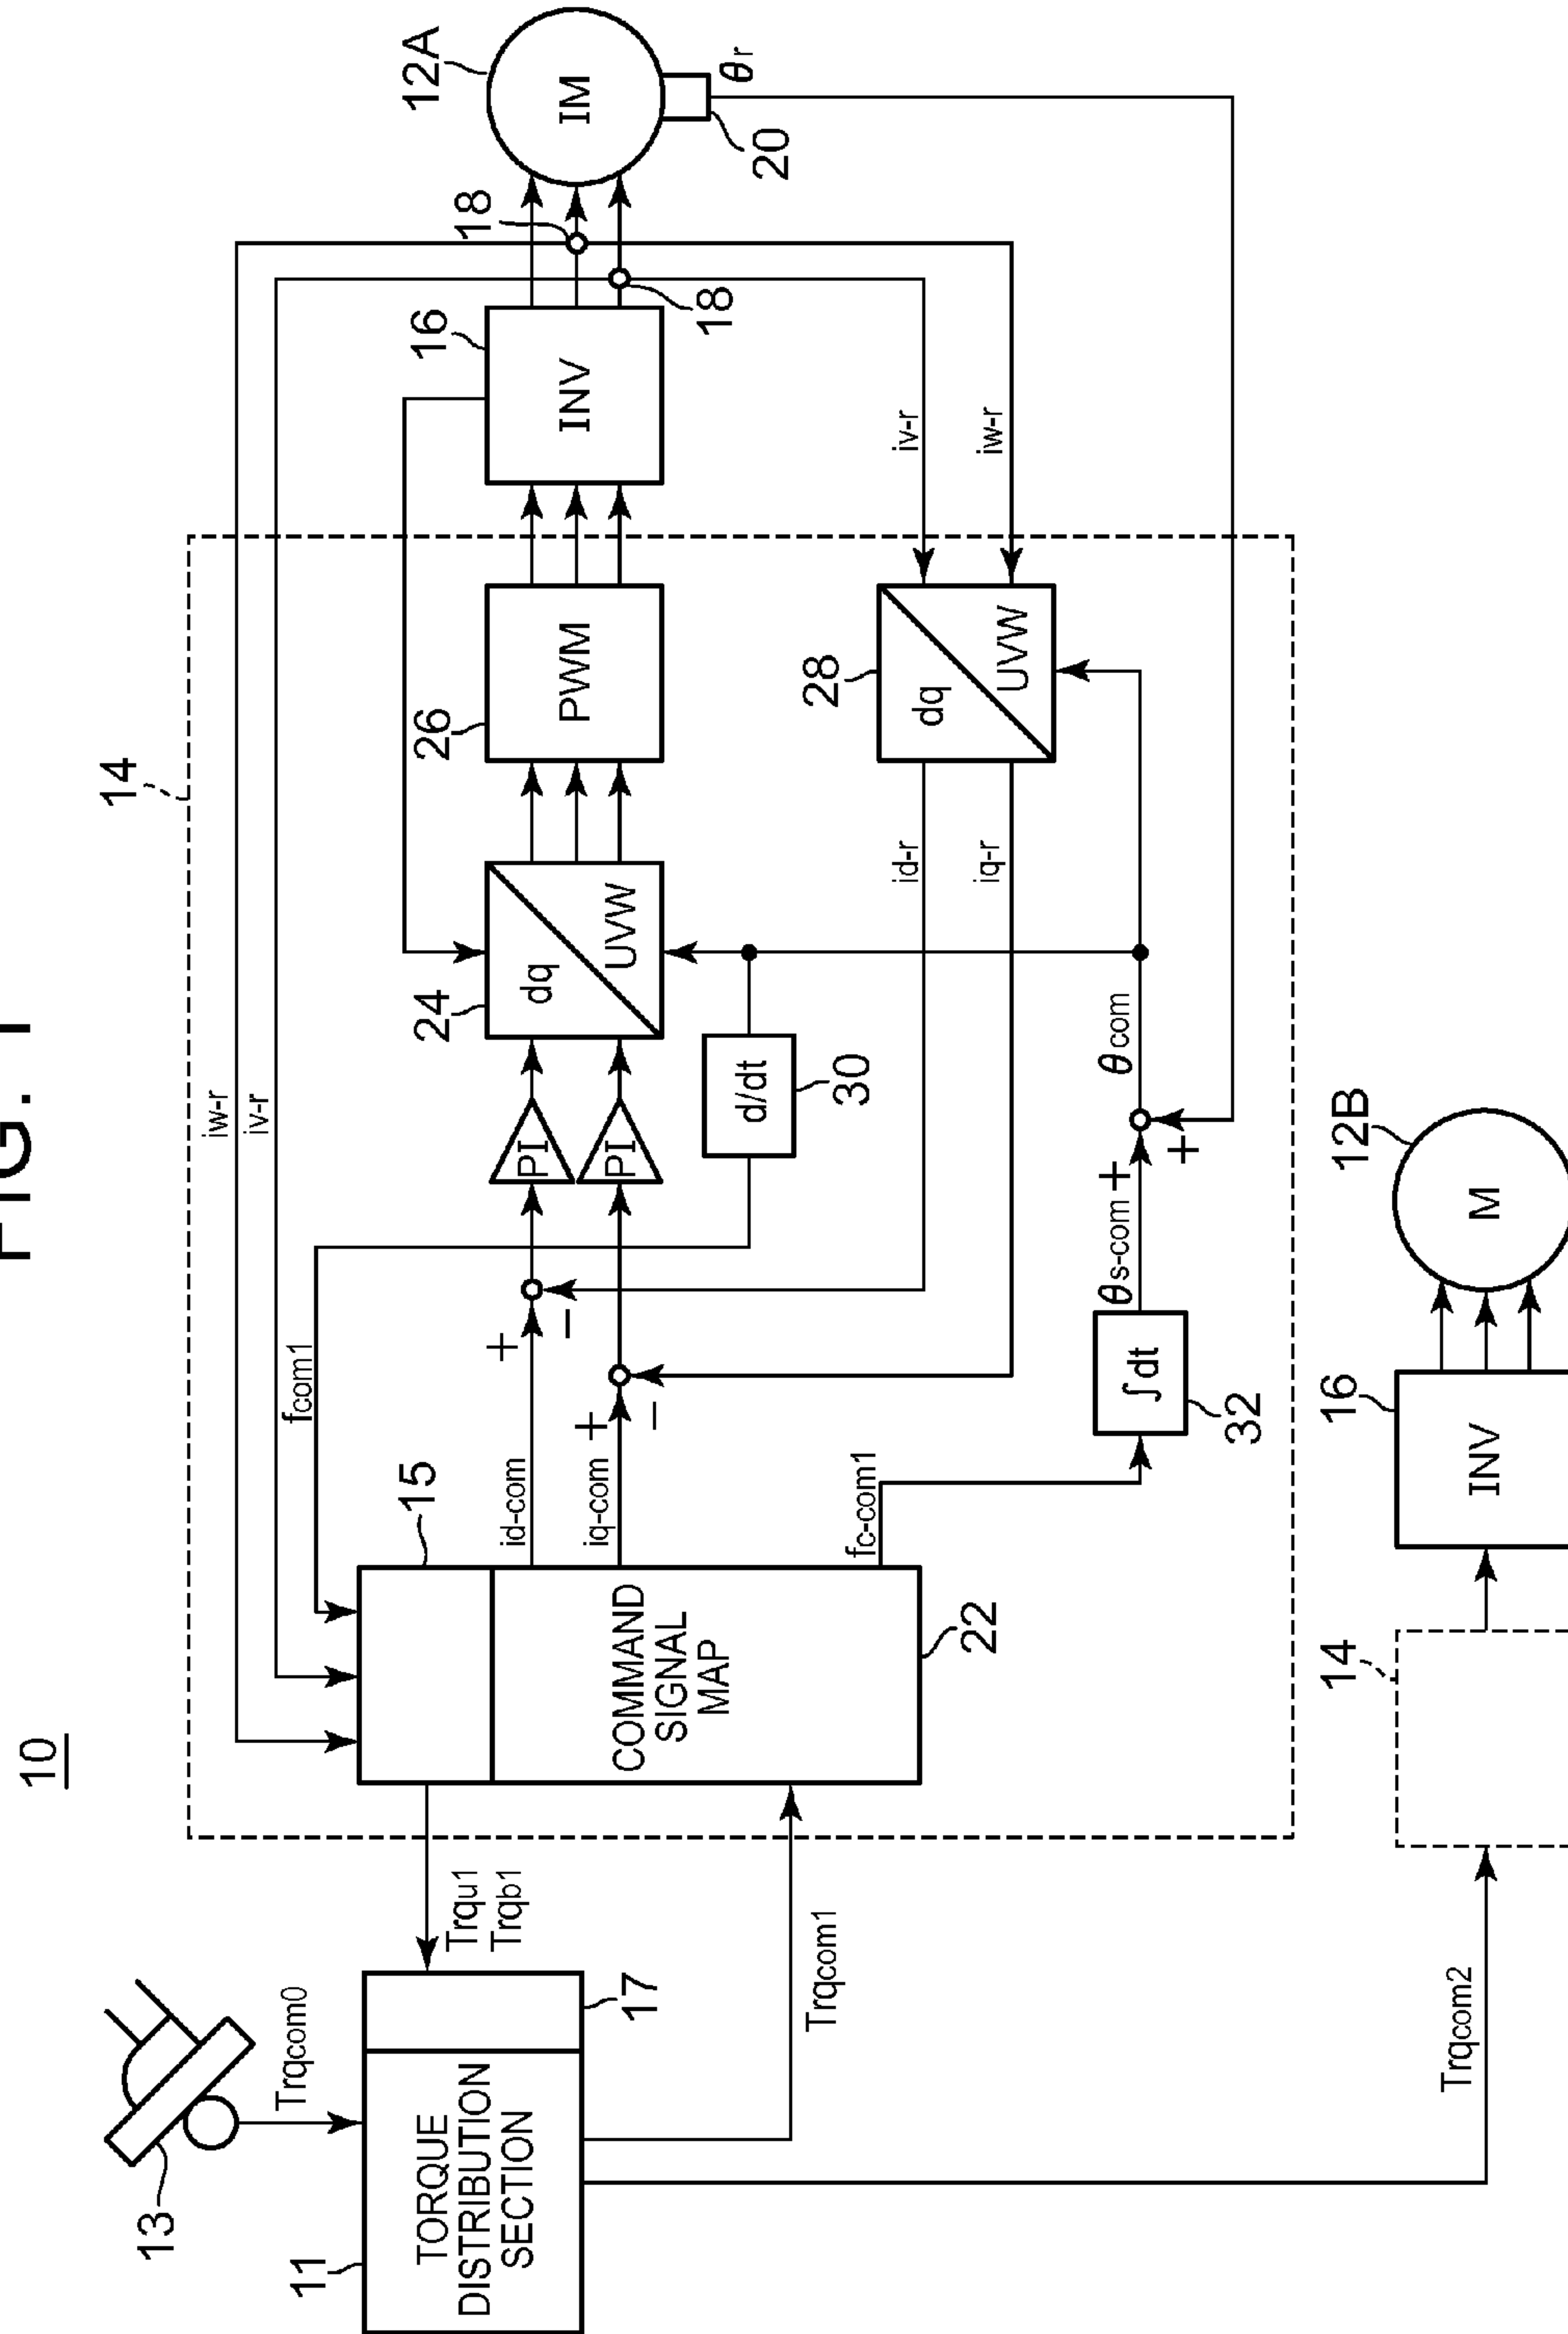 FIG. 1
10
13
Trqcom0
11
TORQUE
DISTRIBUTION
SECTION
17
Trqu1
Trqb1
Trqcom1
Trqcom2
14
iw-r
iv-r
fcom1
15
COMMAND
SIGNAL
MAP
22
id-com
iq-com
fc-com1
+
−
+
−
PI
PI
24
dq
UVW
26
PWM
16
INV
18
18
12A
IM
20
θr
30
d/dt
id-r
iq-r
28
dq
UVW
iv-r
iw-r
32
∫dt
θs-com
+
+
θcom
14
16
INV
12B
M